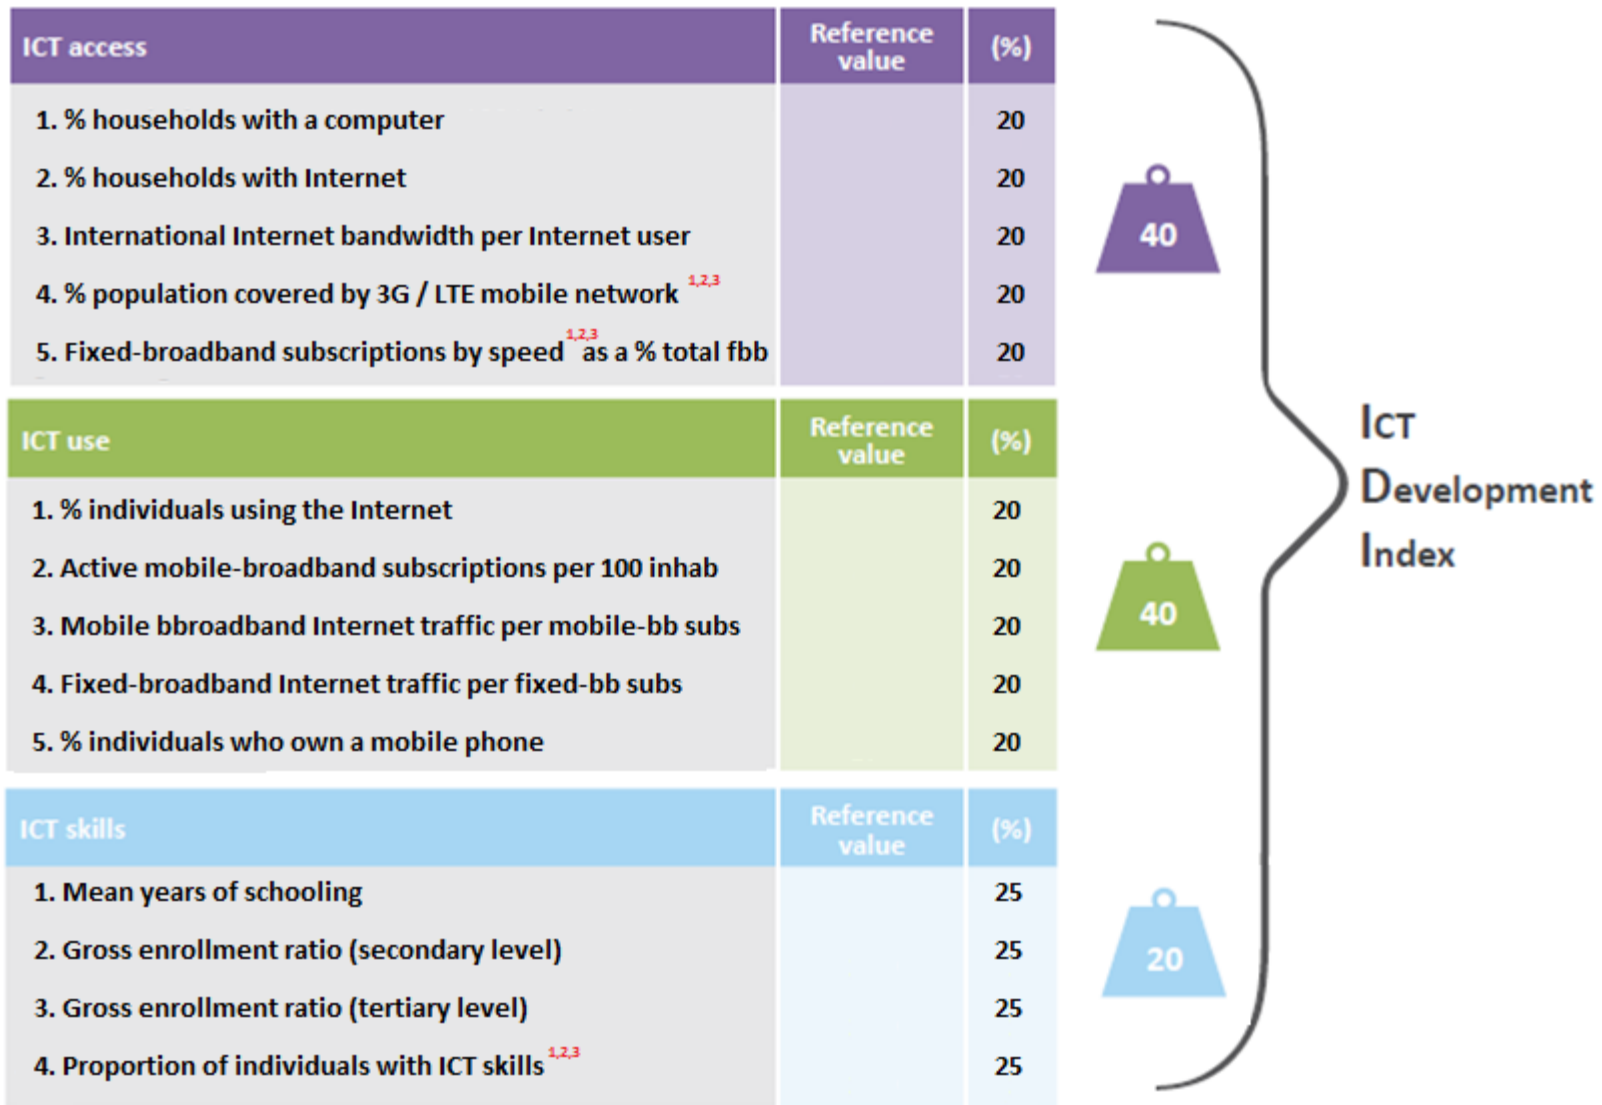 ICT access Reference value (%)
1. % households with a computer 20
2. % households with Internet 20
3. International Internet bandwidth per Internet user 20
4. % population covered by 3G / LTE mobile network 1,2,3 20
5. Fixed-broadband subscriptions by speed 1,2,3 as a % total fbb 20
40
ICT use Reference value (%)
1. % individuals using the Internet 20
2. Active mobile-broadband subscriptions per 100 inhab 20
3. Mobile bbroadband Internet traffic per mobile-bb subs 20
4. Fixed-broadband Internet traffic per fixed-bb subs 20
5. % individuals who own a mobile phone 20
40
ICT skills Reference value (%)
1. Mean years of schooling 25
2. Gross enrollment ratio (secondary level) 25
3. Gross enrollment ratio (tertiary level) 25
4. Proportion of individuals with ICT skills 1,2,3 25
20
ICT
Development
Index